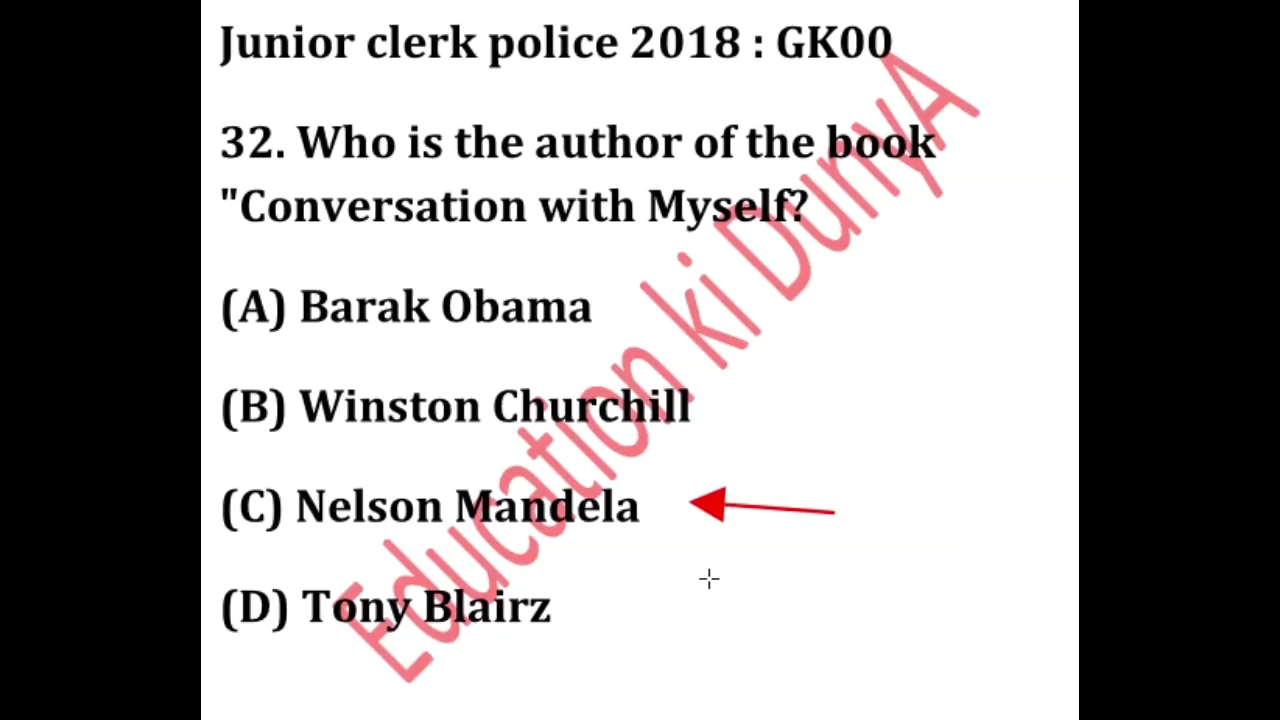 Junior clerk police 2018 : GK00
32. Who is the author of the book
"Conversation with Myself?
(A) Barak Obama
(B) Winston Churchill
(C) Nelson Mandela
(D) Tony Blairz
Education ki DunyA